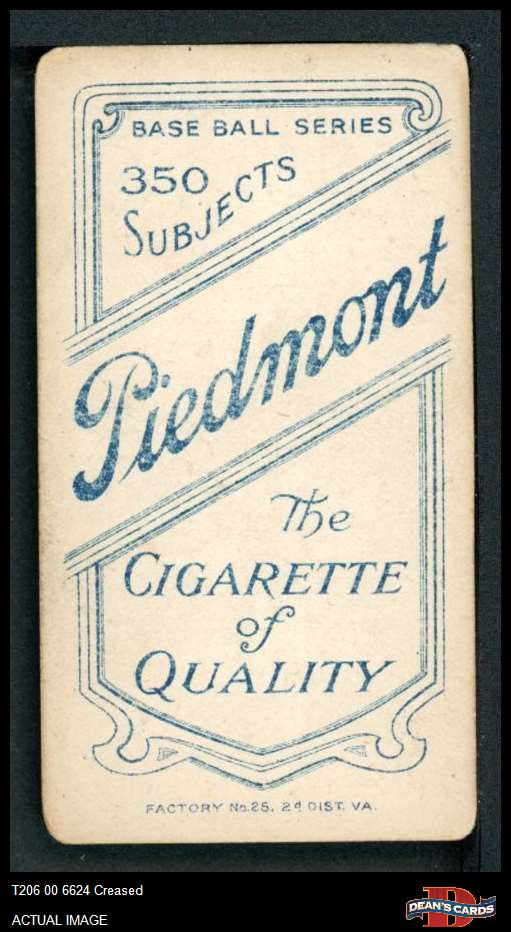 BASE BALL SERIES
350
SUBJECTS
Piedmont
The
CIGARETTE
of
QUALITY
FACTORY No. 25. 2d DIST. VA.
T206 00 6624 Creased
ACTUAL IMAGE
D
DEAN'S CARDS